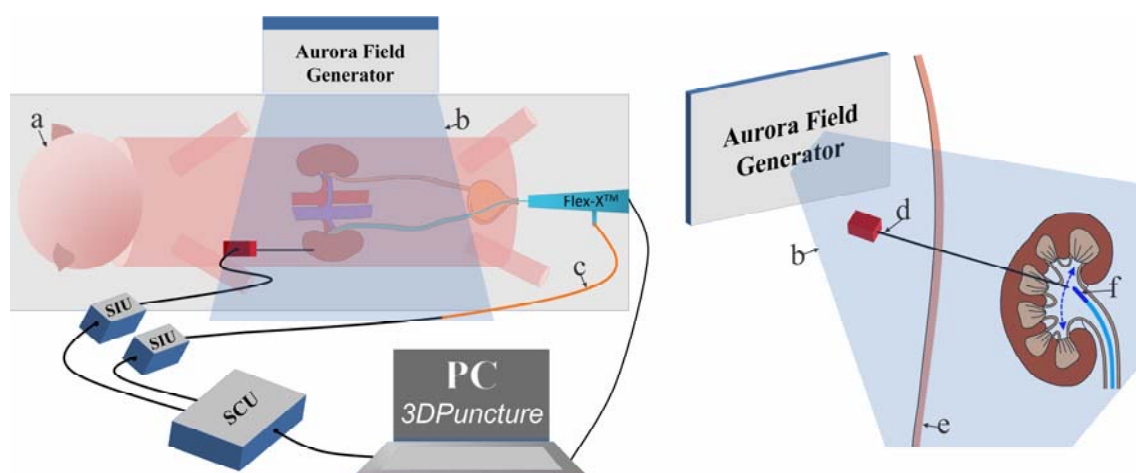 Aurora Field
Generator
a
b
Flex-X™
c
SIU
SIU
SCU
PC
3DPuncture
Aurora Field
Generator
d
b
f
e